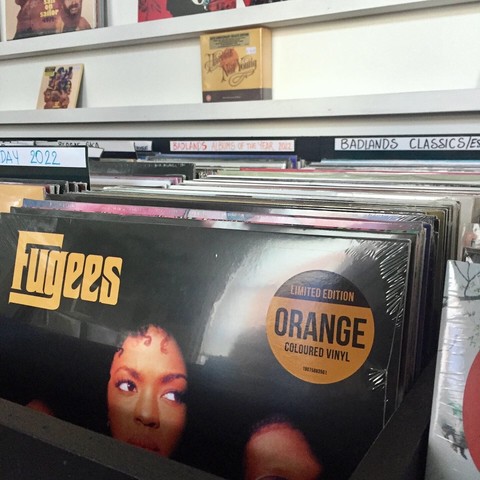 DAY 2022
BADLANDS ALBUMS OF THE YEAR 2022
BADLANDS CLASSICS/ES
Fugees
LIMITED EDITION
ORANGE
COLOURED VINYL